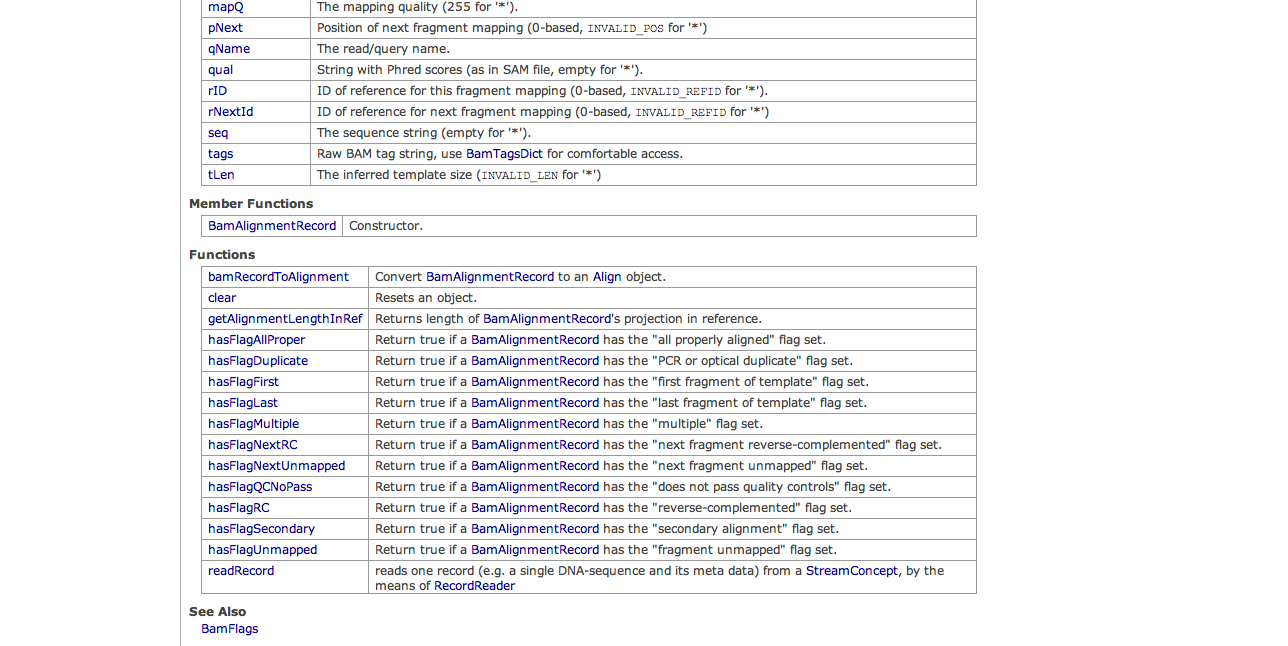 mapQ The mapping quality (255 for '*').
pNext Position of next fragment mapping (0-based, INVALID_POS for '*')
qName The read/query name.
qual String with Phred scores (as in SAM file, empty for '*').
rID ID of reference for this fragment mapping (0-based, INVALID_REFID for '*').
rNextId ID of reference for next fragment mapping (0-based, INVALID_REFID for '*')
seq The sequence string (empty for '*').
tags Raw BAM tag string, use BamTagsDict for comfortable access.
tLen The inferred template size (INVALID_LEN for '*')
Member Functions
BamAlignmentRecord Constructor.
Functions
bamRecordToAlignment Convert BamAlignmentRecord to an Align object.
clear Resets an object.
getAlignmentLengthInRef Returns length of BamAlignmentRecord's projection in reference.
hasFlagAllProper Return true if a BamAlignmentRecord has the "all properly aligned" flag set.
hasFlagDuplicate Return true if a BamAlignmentRecord has the "PCR or optical duplicate" flag set.
hasFlagFirst Return true if a BamAlignmentRecord has the "first fragment of template" flag set.
hasFlagLast Return true if a BamAlignmentRecord has the "last fragment of template" flag set.
hasFlagMultiple Return true if a BamAlignmentRecord has the "multiple" flag set.
hasFlagNextRC Return true if a BamAlignmentRecord has the "next fragment reverse-complemented" flag set.
hasFlagNextUnmapped Return true if a BamAlignmentRecord has the "next fragment unmapped" flag set.
hasFlagQCNoPass Return true if a BamAlignmentRecord has the "does not pass quality controls" flag set.
hasFlagRC Return true if a BamAlignmentRecord has the "reverse-complemented" flag set.
hasFlagSecondary Return true if a BamAlignmentRecord has the "secondary alignment" flag set.
hasFlagUnmapped Return true if a BamAlignmentRecord has the "fragment unmapped" flag set.
readRecord reads one record (e.g. a single DNA-sequence and its meta data) from a StreamConcept, by the
means of RecordReader
See Also
BamFlags